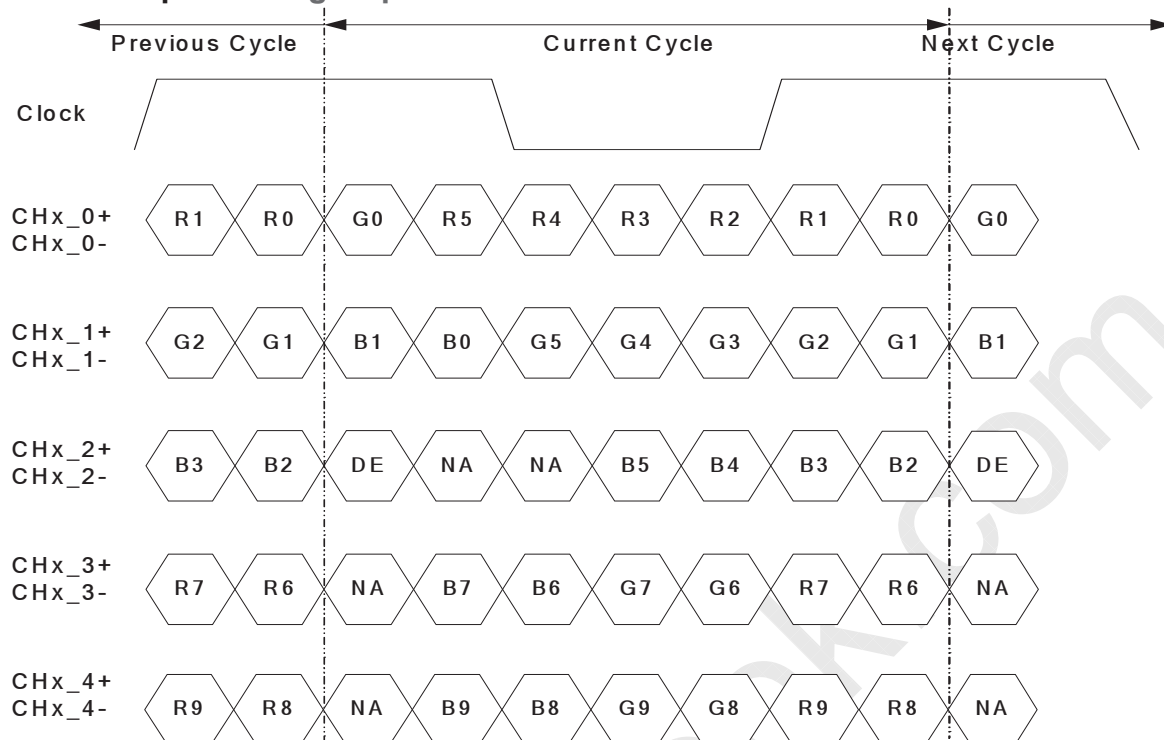 Previous Cycle Current Cycle Next Cycle
Clock
CHx_0+ R1 R0 G0 R5 R4 R3 R2 R1 R0 G0
CHx_0-
CHx_1+ G2 G1 B1 B0 G5 G4 G3 G2 G1 B1
CHx_1-
CHx_2+ B3 B2 DE NA NA B5 B4 B3 B2 DE
CHx_2-
CHx_3+ R7 R6 NA B7 B6 G7 G6 R7 R6 NA
CHx_3-
CHx_4+ R9 R8 NA B9 B8 G9 G8 R9 R8 NA
CHx_4-